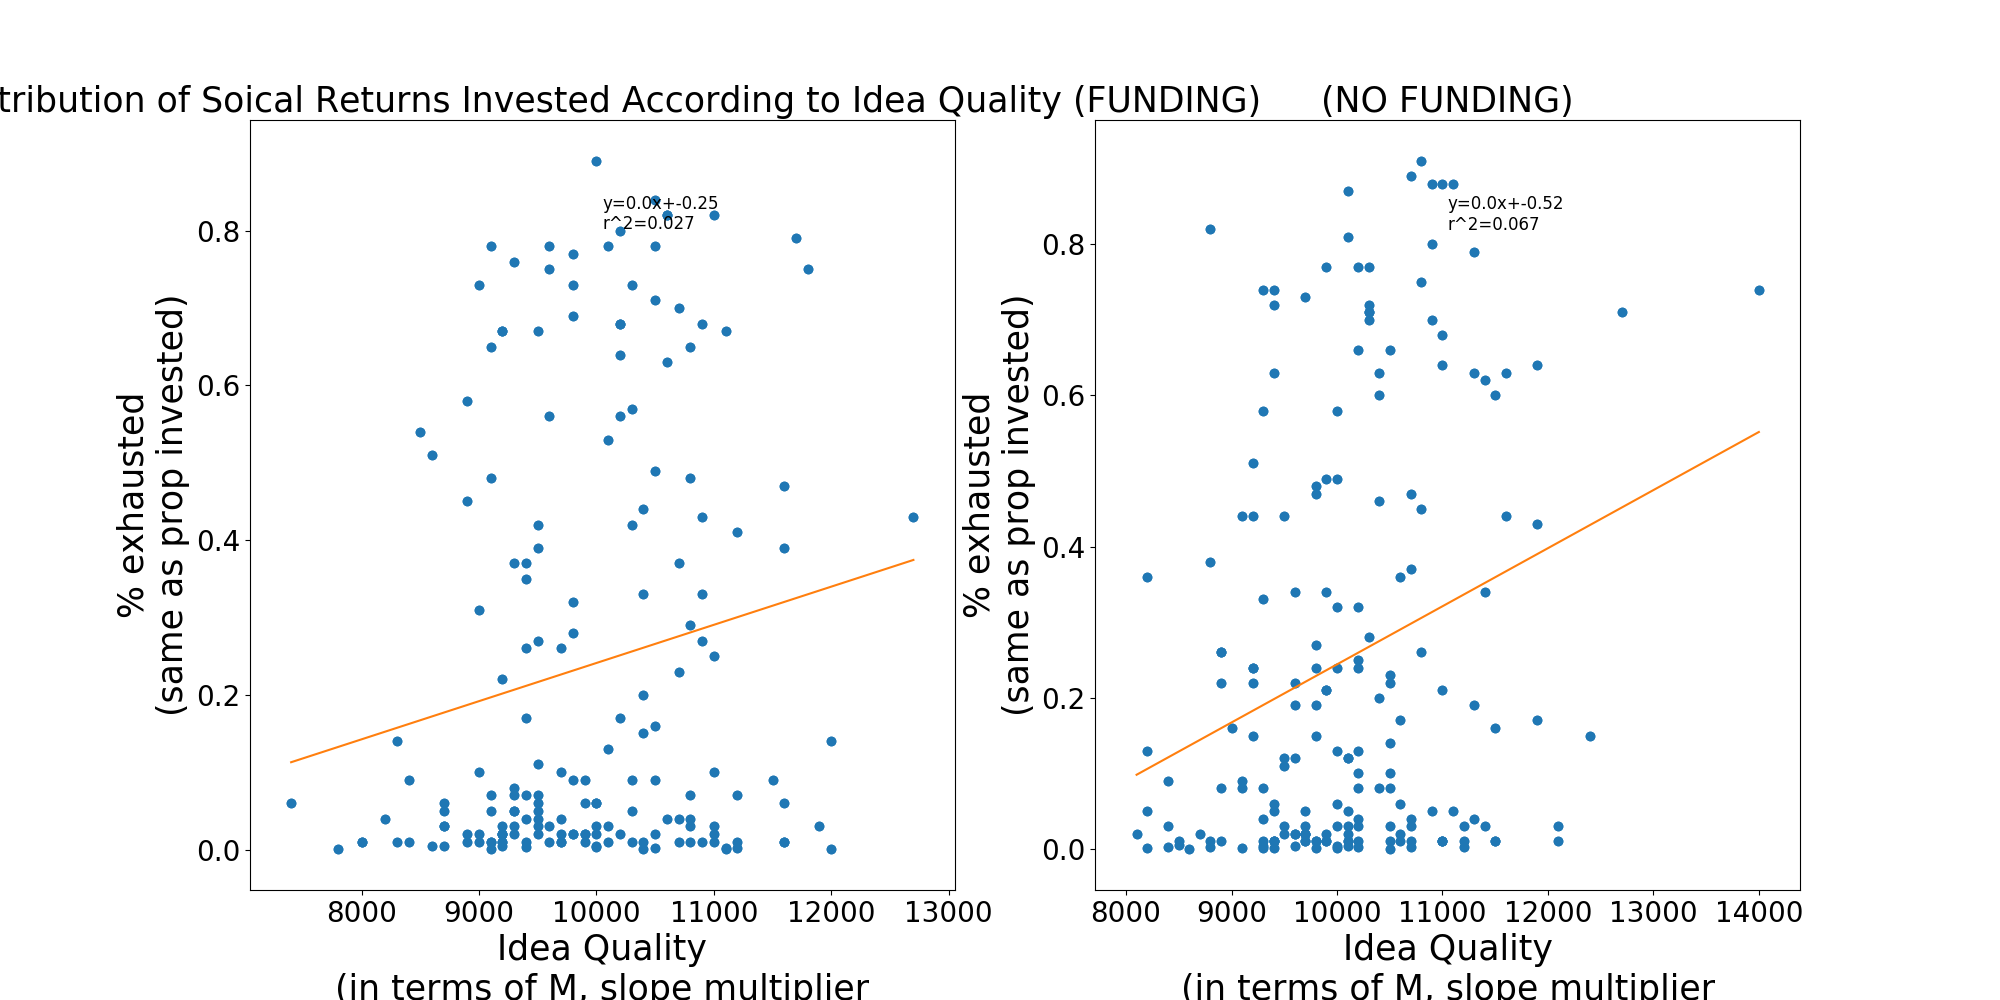 tribution of Soical Returns Invested According to Idea Quality (FUNDING)
(NO FUNDING)
% exhausted
(same as prop invested)
0.8
0.6
0.4
0.2
0.0
y=0.0x+-0.25
r^2=0.027
8000 9000 10000 11000 12000 13000
Idea Quality
(in terms of M, slope multiplier
% exhausted
(same as prop invested)
0.8
0.6
0.4
0.2
0.0
y=0.0x+-0.52
r^2=0.067
8000 9000 10000 11000 12000 13000 14000
Idea Quality
(in terms of M, slope multiplier